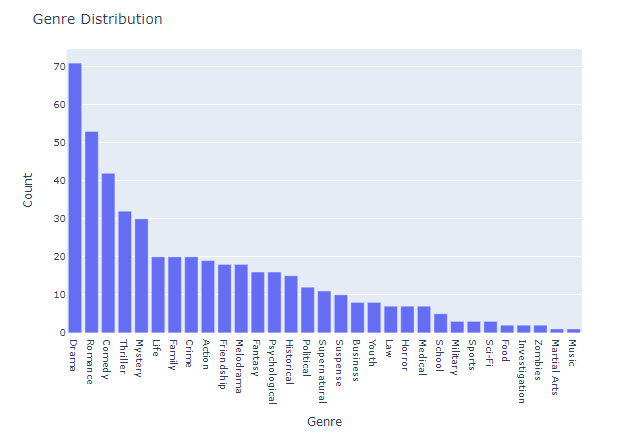 Genre Distribution
70
60
50
40
30
20
10
0
Count
Drama
Romance
Comedy
Thriller
Mystery
Life
Family
Crime
Action
Friendship
Melodrama
Fantasy
Psychological
Historical
Political
Supernatural
Suspense
Business
Youth
Law
Horror
Medical
School
Military
Sports
Sci-Fi
Food
Investigation
Zombies
Martial Arts
Music
Genre